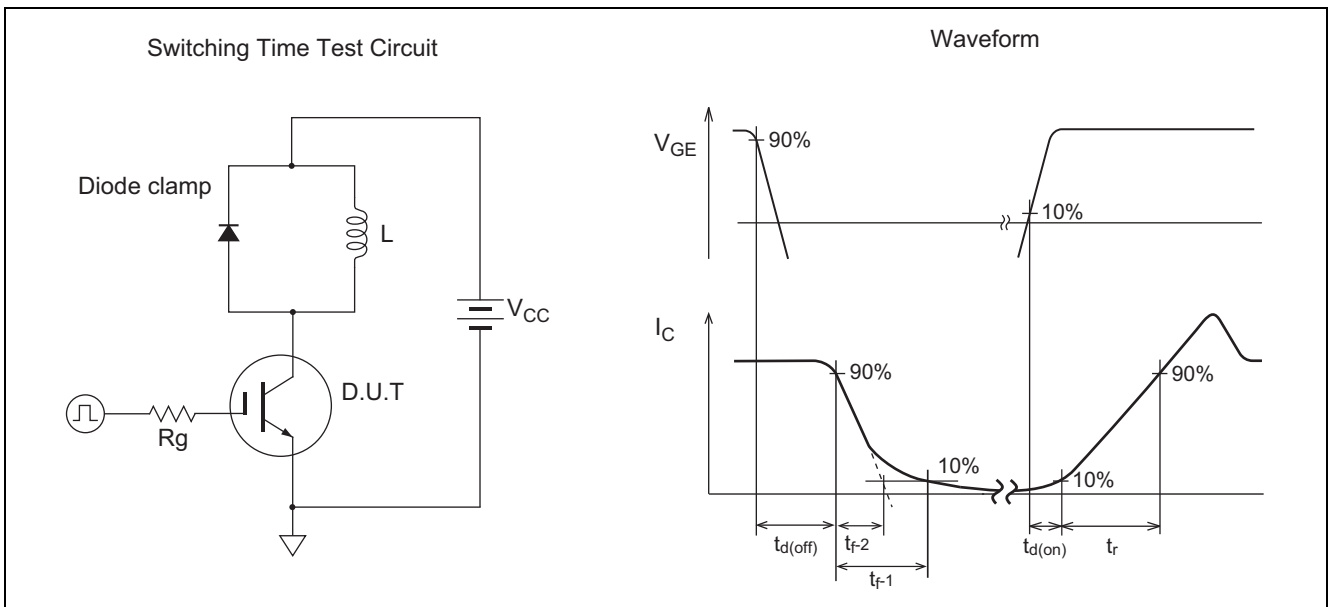 Switching Time Test Circuit
Diode clamp
L
V_CC
D.U.T
Rg
Waveform
V_GE
90%
10%
I_C
90%
10%
10%
90%
t_d(off)
t_f-2
t_f-1
t_d(on)
t_r